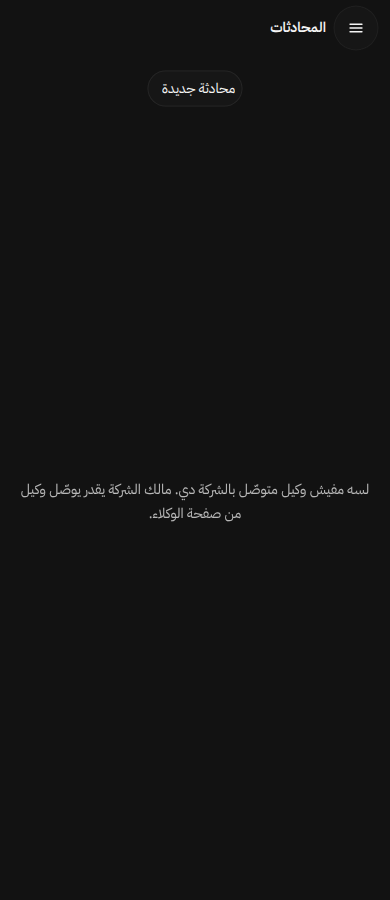 المحادثات
محادثة جديدة
لسه مفيش وكيل متوصّل بالشركة دي. مالك الشركة يقدر يوصّل وكيل
من صفحة الوكلاء.